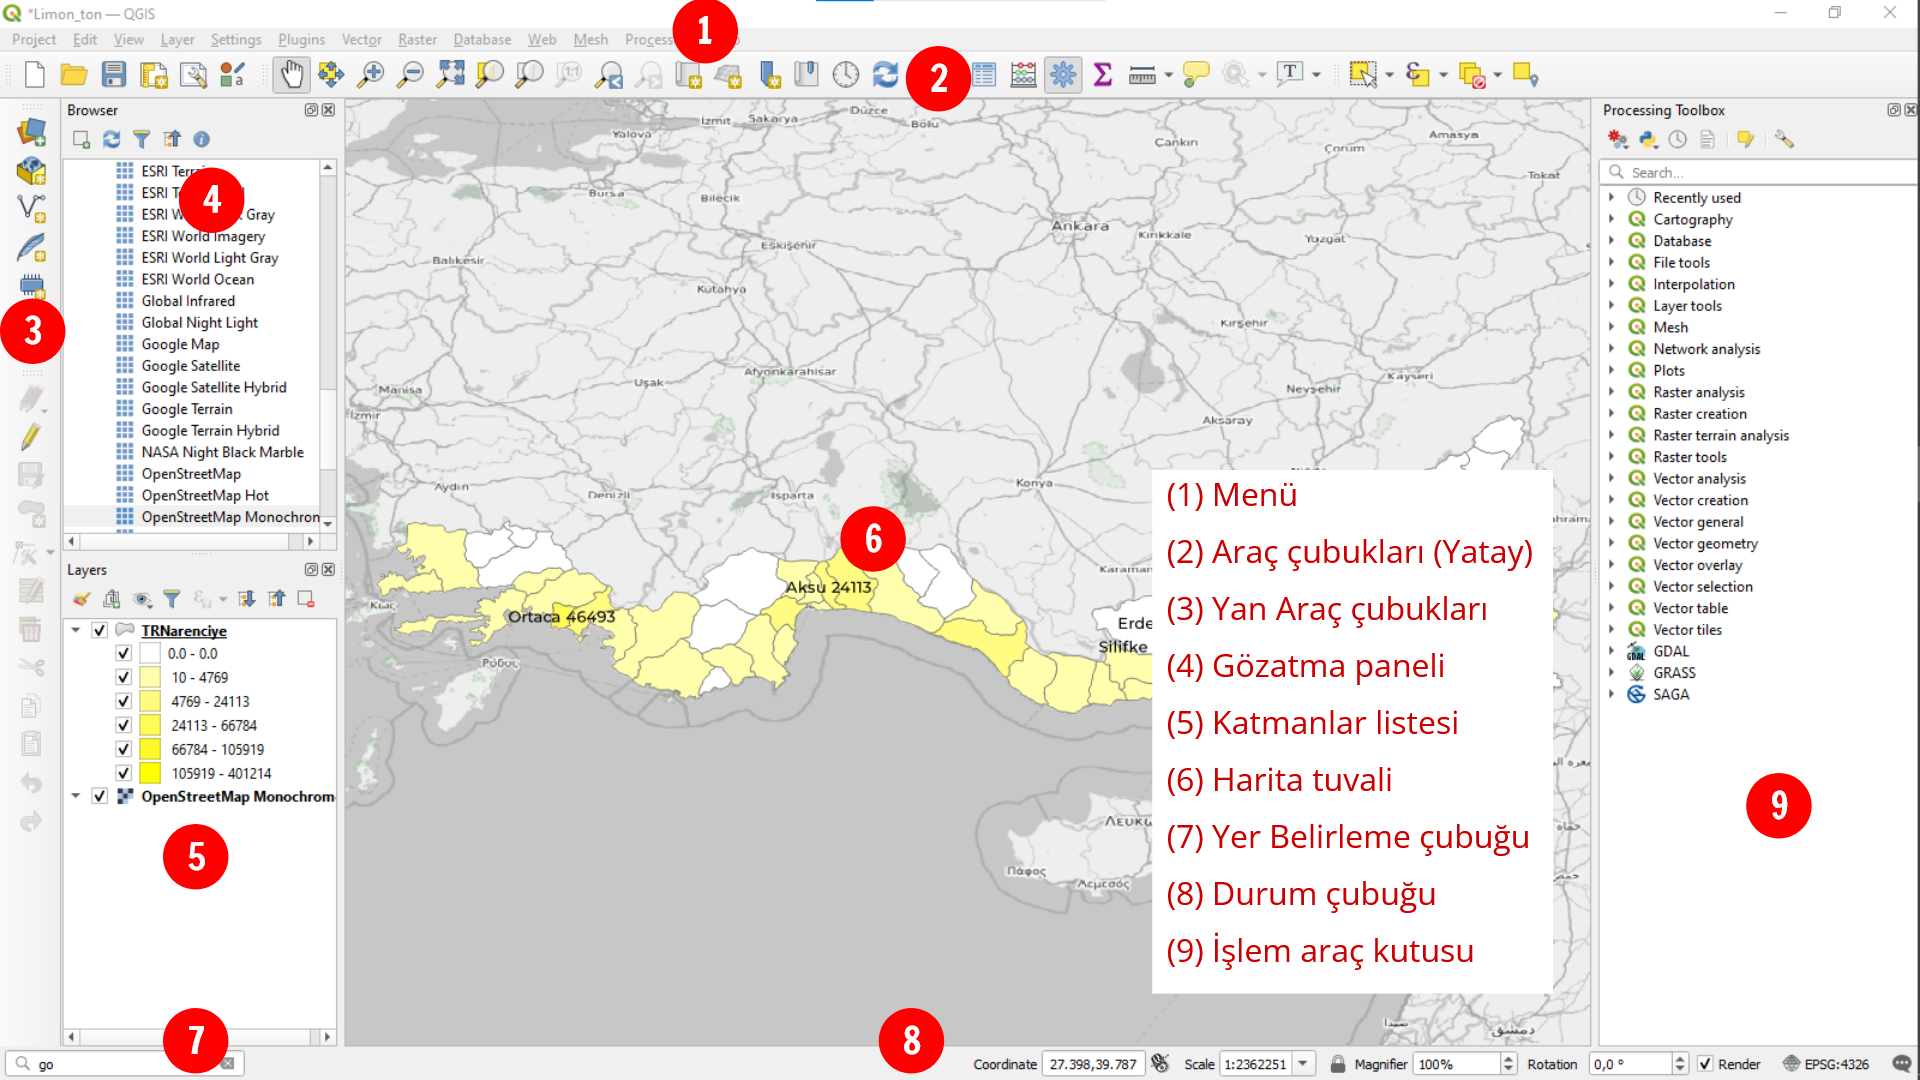 *Limon_ton — QGIS
Project Edit View Layer Settings Plugins Vector Raster Database Web Mesh
1
2
T
Browser
ESRI World Imagery
ESRI World Light Gray
ESRI World Ocean
Global Infrared
Global Night Light
Google Map
Google Satellite
Google Satellite Hybrid
Google Terrain
Google Terrain Hybrid
NASA Night Black Marble
OpenStreetMap
OpenStreetMap Hot
OpenStreetMap Monochron
4
3
Layers
TRNarenciye
0.0 - 0.0
10 - 4769
4769 - 24113
24113 - 66784
66784 - 105919
105919 - 401214
OpenStreetMap Monochrom
5
7
go
Düzce
İzmit Sakarya
Bolu
Yalova
Amasya
Çankırı
Çorum
Tokat
Bursa
Bilecik
Ankara
Kırıkkale
Yozgat
Eskişehir
Balıkesir
Kütahya
Kırşehir
Afyonkarahisar
Uşak
Manisa
Nevşehir
Kayseri
İzmir
Aksaray
Aydın
Denizli
Isparta
Konya
6
Karaman
Aksu 24113
Ortaca 46493
Erde
Silifke
Ρόδος
Λευκω
Πάφος
Λεμεσός
صيدا
دمشق
(1) Menü
(2) Araç çubukları (Yatay)
(3) Yan Araç çubukları
(4) Gözatma paneli
(5) Katmanlar listesi
(6) Harita tuvali
(7) Yer Belirleme çubuğu
(8) Durum çubuğu
(9) İşlem araç kutusu
Processing Toolbox
Search...
Recently used
Cartography
Database
File tools
Interpolation
Layer tools
Mesh
Network analysis
Plots
Raster analysis
Raster creation
Raster terrain analysis
Raster tools
Vector analysis
Vector creation
Vector general
Vector geometry
Vector overlay
Vector selection
Vector table
Vector tiles
GDAL
GRASS
SAGA
9
8
Coordinate 27.398,39.787 Scale 1:2362251 Magnifier 100% Rotation 0,0 ° Render EPSG:4326